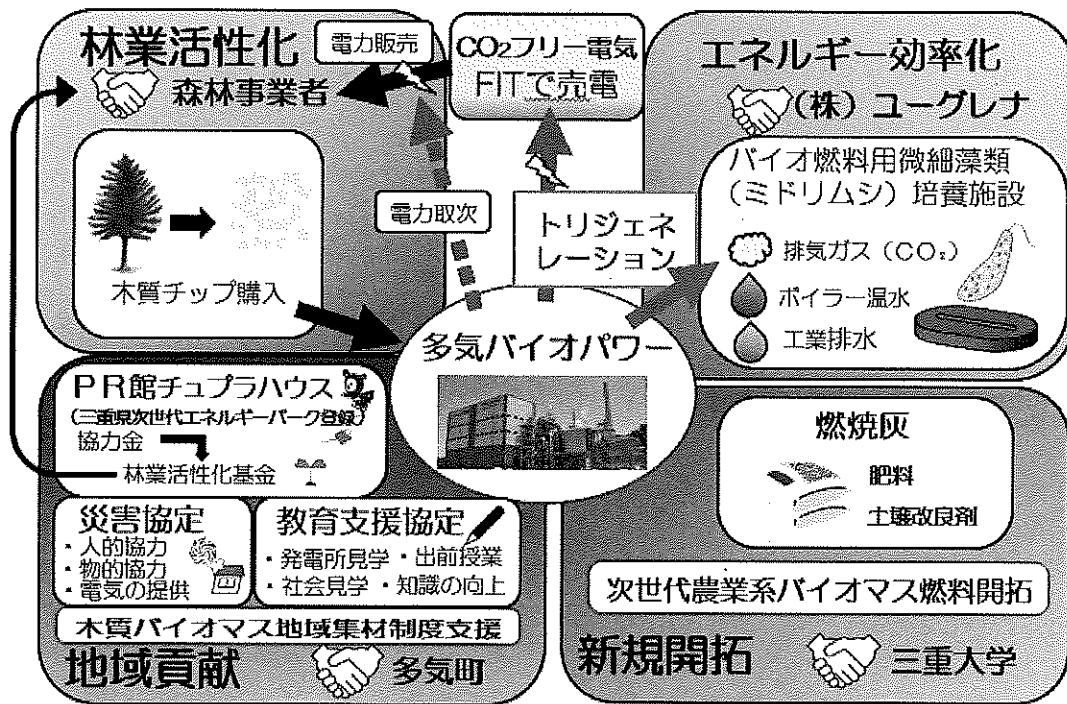 林業活性化
電力販売
森林事業者
木質チップ購入
CO2フリー電気
FITで売電
電力取次
トリジェネ
レーション
エネルギー効率化
(株)ユーグレナ
バイオ燃料用微細藻類
(ミドリムシ)培養施設
排気ガス(CO2)
ボイラー温水
工業排水
多気バイオパワー
PR館チュプラハウス
(三重県次世代エネルギーパーク登録)
協力金
林業活性化基金
災害協定
・人的協力
・物的協力
・電気の提供
教育支援協定
・発電所見学 ・出前授業
・社会見学 ・知識の向上
木質バイオマス地域集材制度支援
地域貢献
多気町
燃焼灰
肥料
土壌改良剤
次世代農業系バイオマス燃料開拓
新規開拓
三重大学